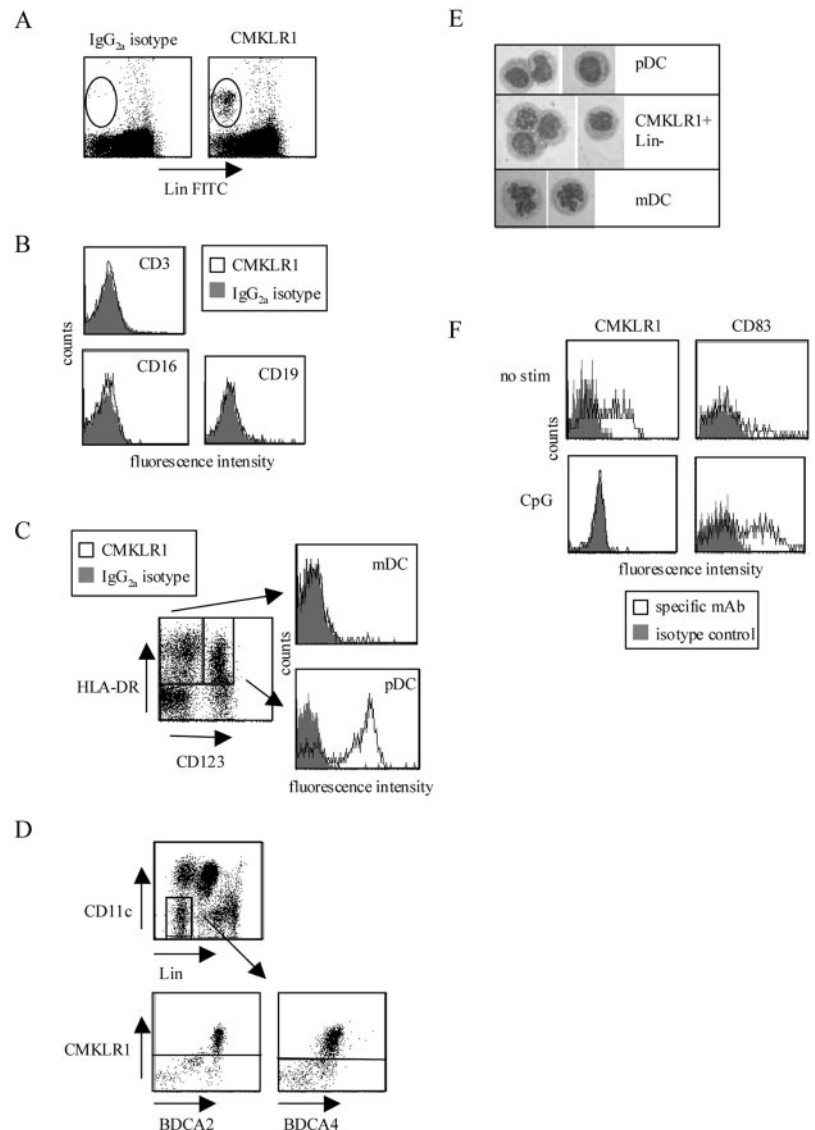 A
IgG2a isotype
CMKLR1
Lin FITC
B
CD3
CMKLR1
IgG2a isotype
counts
CD16
CD19
fluorescence intensity
C
CMKLR1
IgG2a isotype
mDC
counts
HLA-DR
pDC
CD123
fluorescence intensity
D
CD11c
Lin
CMKLR1
BDCA2
BDCA4
E
pDC
CMKLR1+
Lin-
mDC
F
CMKLR1
CD83
no stim
counts
CpG
fluorescence intensity
specific mAb
isotype control